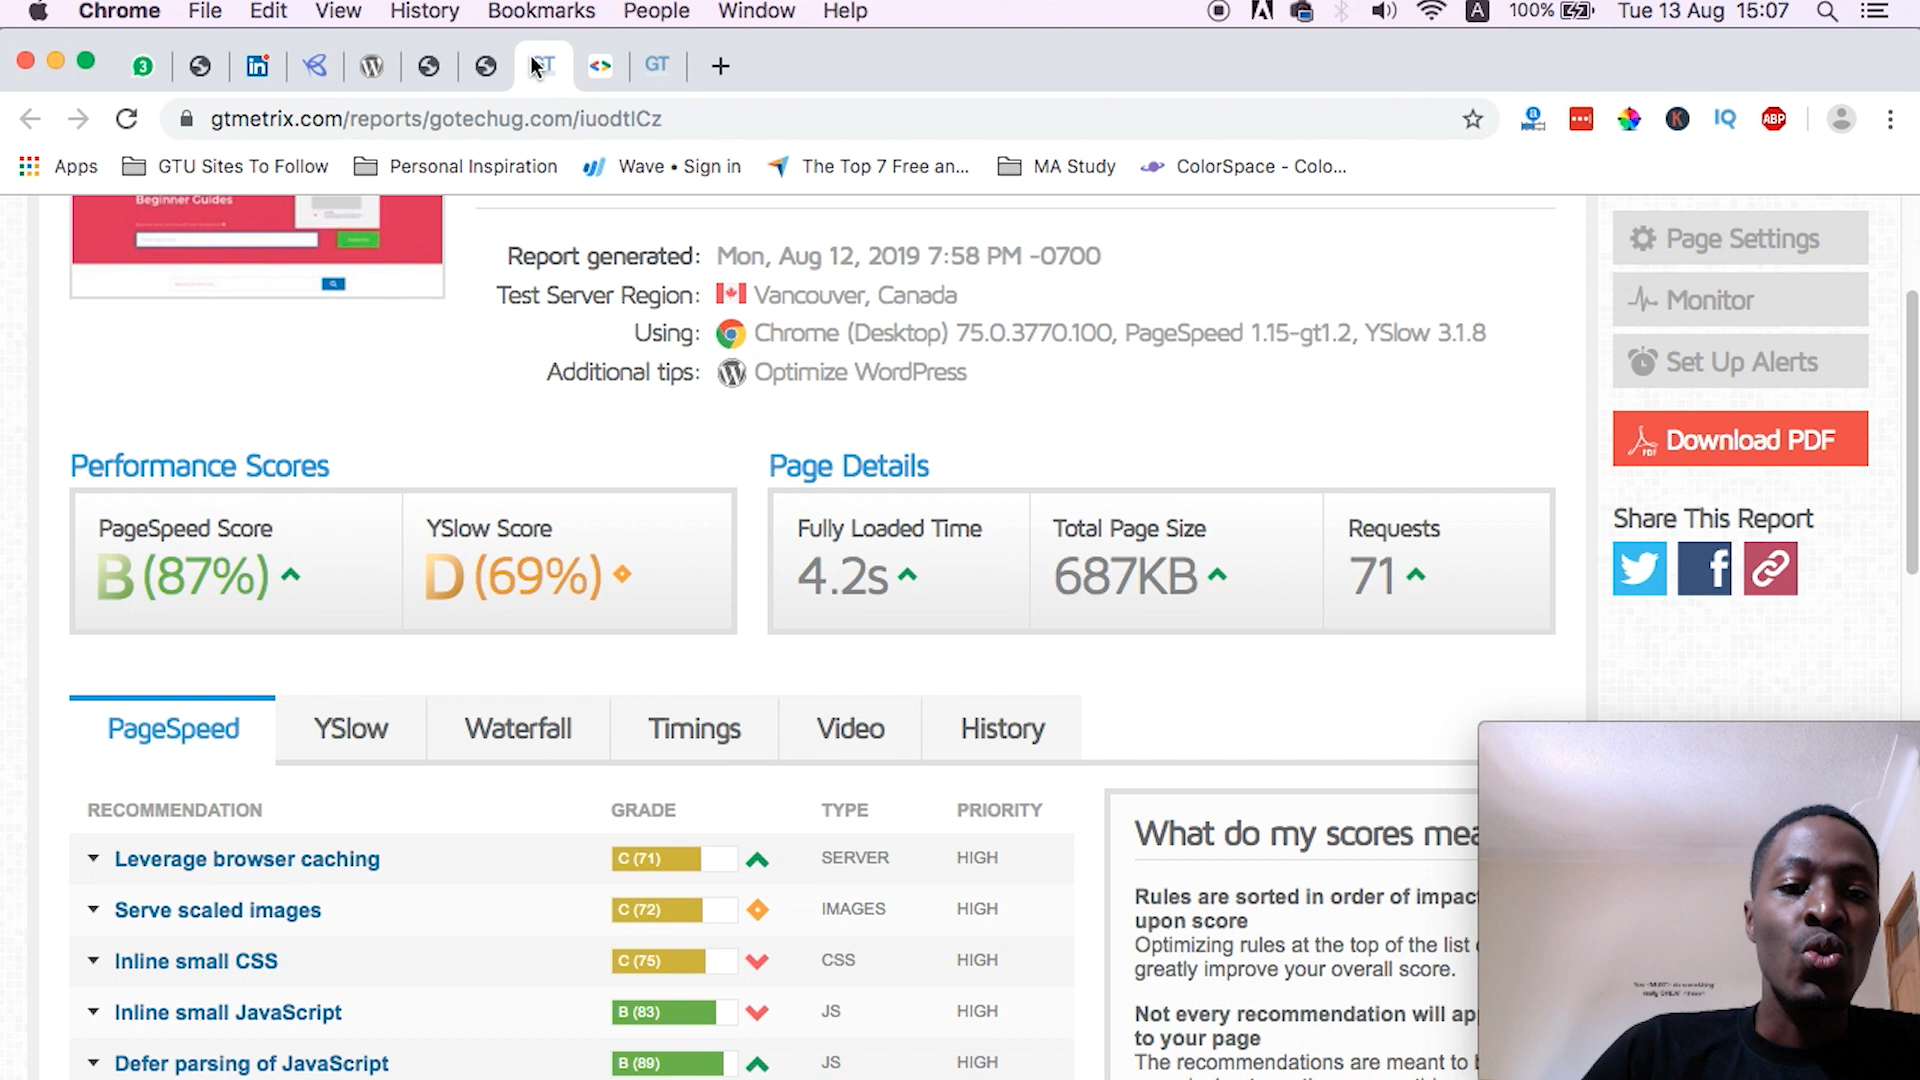 Chrome File Edit View History Bookmarks People Window Help
A 100% Tue 13 Aug 15:07
3 in GT GT
gtmetrix.com/reports/gotechug.com/iuodtlCz
a K IQ ABP
Apps GTU Sites To Follow Personal Inspiration Wave • Sign in The Top 7 Free an... MA Study ColorSpace - Colo...
Beginner Guides
Report generated: Mon, Aug 12, 2019 7:58 PM -0700
Test Server Region: Vancouver, Canada
Using: Chrome (Desktop) 75.0.3770.100, PageSpeed 1.15-gt1.2, YSlow 3.1.8
Additional tips: Optimize WordPress
Page Settings
Monitor
Set Up Alerts
PDF Download PDF
Share This Report
Performance Scores
PageSpeed Score
B (87%)
YSlow Score
D (69%)
Page Details
Fully Loaded Time
4.2s
Total Page Size
687KB
Requests
71
PageSpeed YSlow Waterfall Timings Video History
RECOMMENDATION GRADE TYPE PRIORITY
Leverage browser caching C (71) SERVER HIGH
Serve scaled images C (72) IMAGES HIGH
Inline small CSS C (75) CSS HIGH
Inline small JavaScript B (83) JS HIGH
Defer parsing of JavaScript B (89) JS HIGH
What do my scores mea
Rules are sorted in order of impact
upon score
Optimizing rules at the top of the list
greatly improve your overall score.
Not every recommendation will ap
to your page
The recommendations are meant to